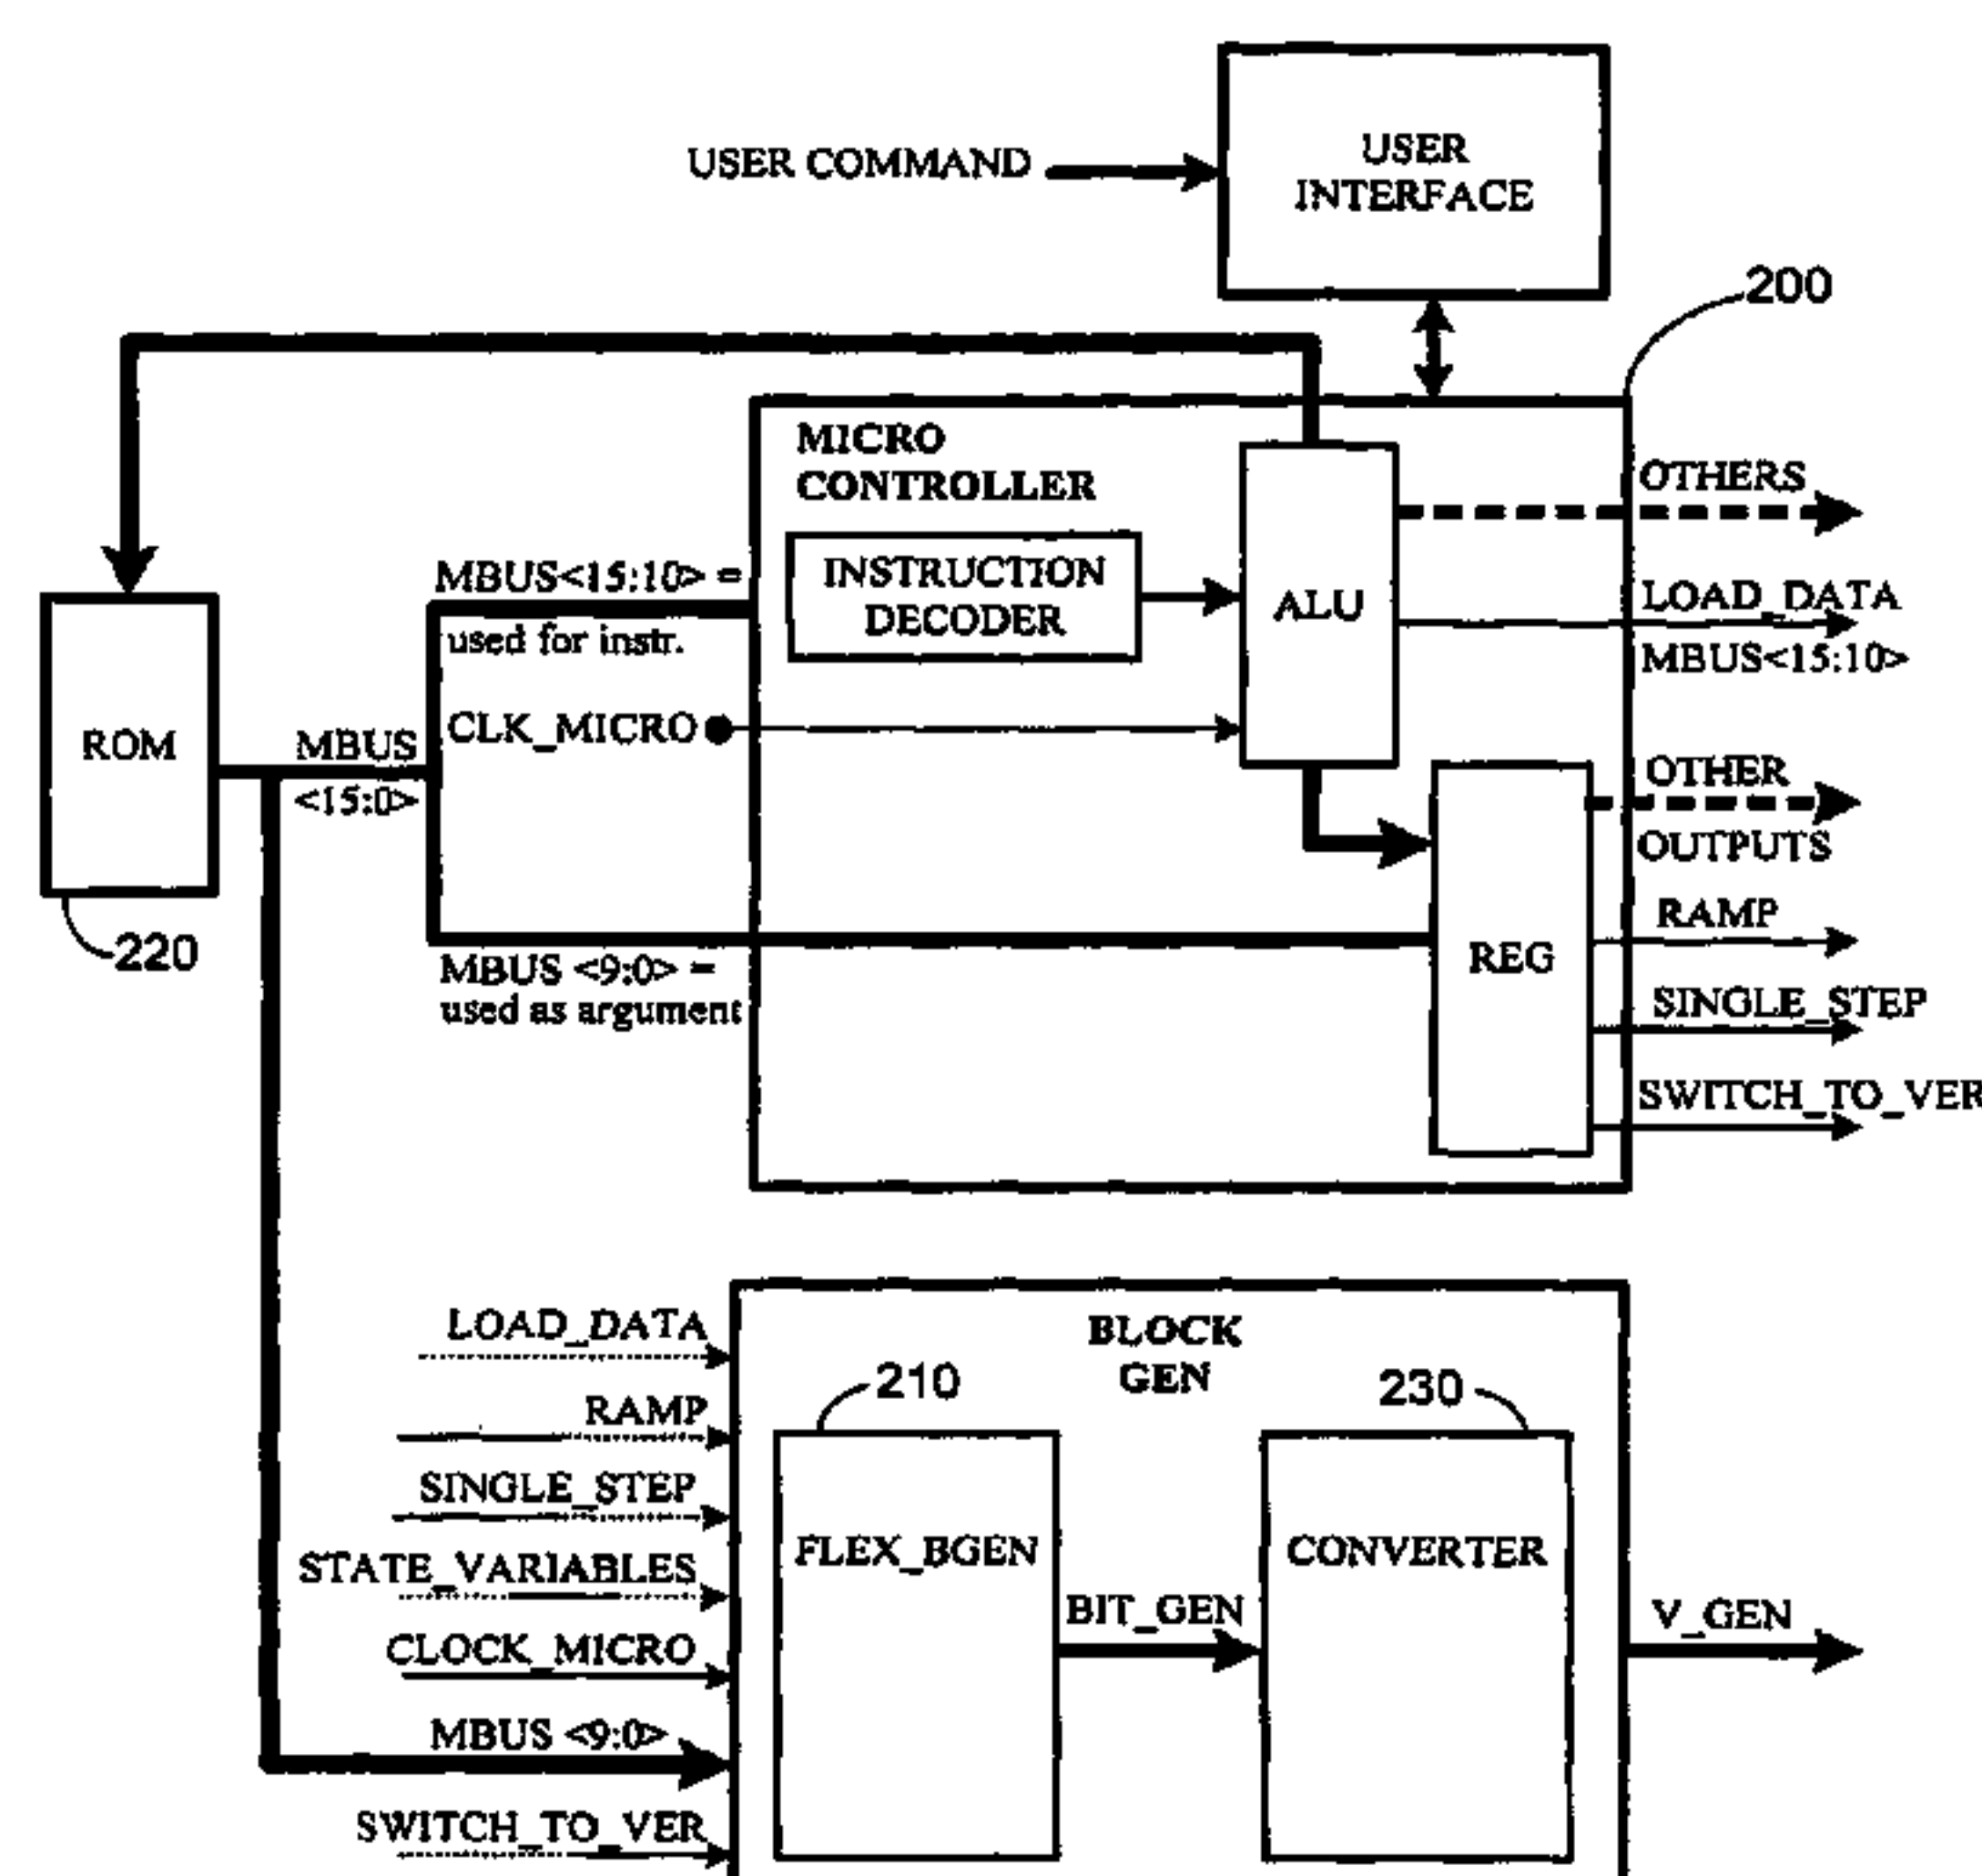 USER COMMAND
USER
INTERFACE
200
MICRO
CONTROLLER
OTHERS
MBUS<15:10> =
used for instr.
INSTRUCTION
DECODER
ALU
LOAD_DATA
MBUS<15:10>
ROM
MBUS
<15:0>
CLK_MICRO
OTHER
OUTPUTS
220
MBUS <9:0> =
used as argument
REG
RAMP
SINGLE_STEP
SWITCH_TO_VER
LOAD_DATA
RAMP
SINGLE_STEP
STATE_VARIABLES
CLOCK_MICRO
MBUS <9:0>
SWITCH_TO_VER
BLOCK
GEN
210
230
FLEX_BGEN
CONVERTER
BIT_GEN
V_GEN